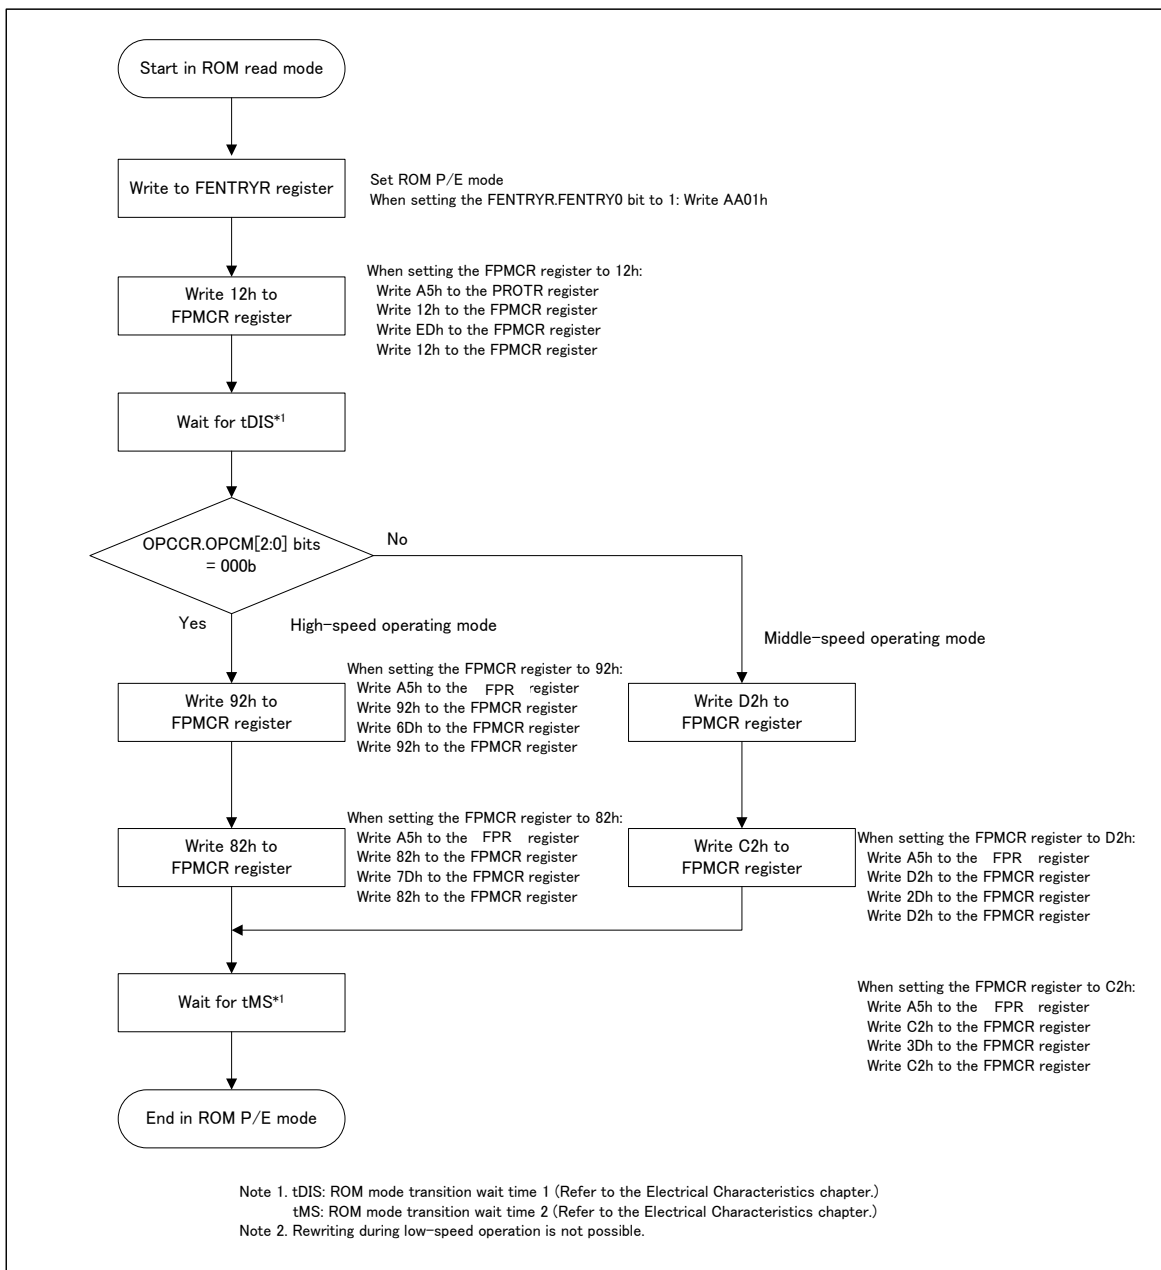 Start in ROM read mode
Write to FENTRYR register
Set ROM P/E mode
When setting the FENTRYR.FENTRY0 bit to 1: Write AA01h
Write 12h to
FPMCR register
When setting the FPMCR register to 12h:
Write A5h to the PROTR register
Write 12h to the FPMCR register
Write EDh to the FPMCR register
Write 12h to the FPMCR register
Wait for tDIS*1
OPCCR.OPCM[2:0] bits
= 000b
No
Yes
High-speed operating mode
Middle-speed operating mode
Write 92h to
FPMCR register
When setting the FPMCR register to 92h:
Write A5h to the FPR register
Write 92h to the FPMCR register
Write 6Dh to the FPMCR register
Write 92h to the FPMCR register
Write D2h to
FPMCR register
Write 82h to
FPMCR register
When setting the FPMCR register to 82h:
Write A5h to the FPR register
Write 82h to the FPMCR register
Write 7Dh to the FPMCR register
Write 82h to the FPMCR register
Write C2h to
FPMCR register
When setting the FPMCR register to D2h:
Write A5h to the FPR register
Write D2h to the FPMCR register
Write 2Dh to the FPMCR register
Write D2h to the FPMCR register
Wait for tMS*1
When setting the FPMCR register to C2h:
Write A5h to the FPR register
Write C2h to the FPMCR register
Write 3Dh to the FPMCR register
Write C2h to the FPMCR register
End in ROM P/E mode
Note 1. tDIS: ROM mode transition wait time 1 (Refer to the Electrical Characteristics chapter.)
tMS: ROM mode transition wait time 2 (Refer to the Electrical Characteristics chapter.)
Note 2. Rewriting during low-speed operation is not possible.